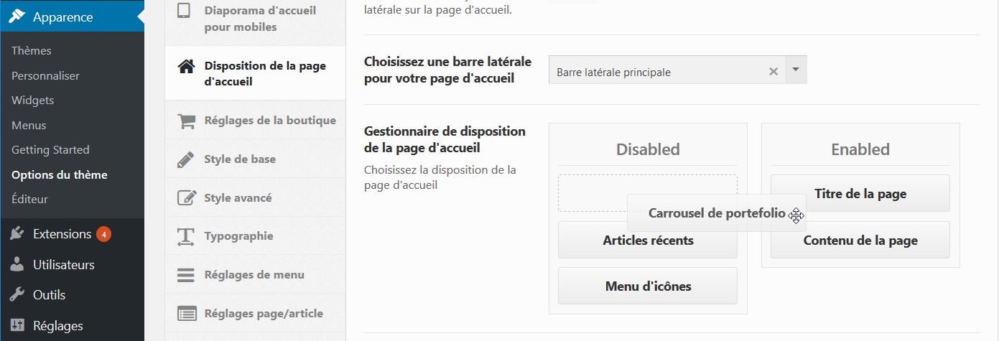 Apparence
Thèmes
Personnaliser
Widgets
Menus
Getting Started
Options du thème
Éditeur
Extensions 4
Utilisateurs
Outils
Réglages
Diaporama d'accueil
pour mobiles
Disposition de la page
d'accueil
Réglages de la boutique
Style de base
Style avancé
Typographie
Réglages de menu
Réglages page/article
latérale sur la page d'accueil.
Choisissez une barre latérale
pour votre page d'accueil
Barre latérale principale
Gestionnaire de disposition
de la page d'accueil
Choisissez la disposition de la
page d'accueil
Disabled
Carrousel de portefolio
Articles récents
Menu d'icônes
Enabled
Titre de la page
Contenu de la page